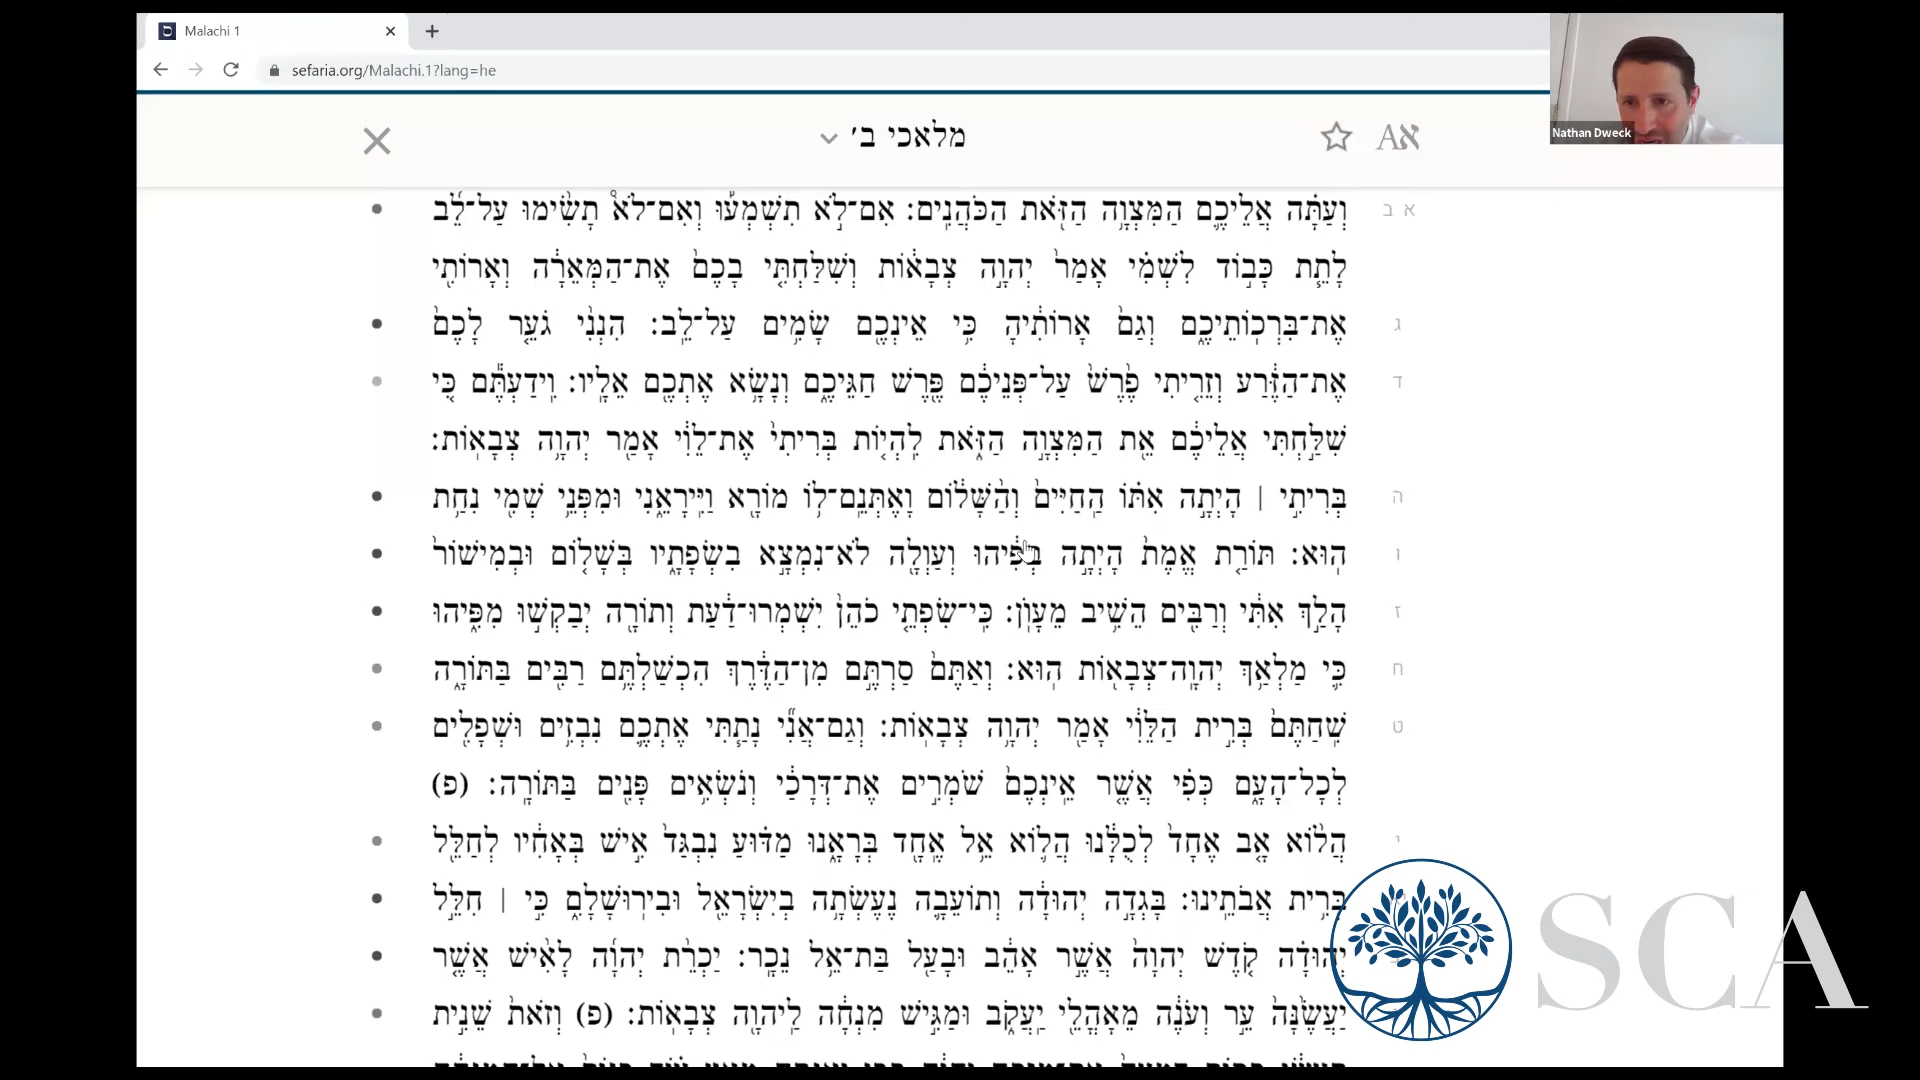 Malachi 1
sefaria.org/Malachi.1?lang=he
Nathan Dweck
מלאכי ב׳
Aא
א ב וְעַתָּ֗ה אֲלֵיכֶ֛ם הַמִּצְוָ֥ה הַזֹּ֖את הַכֹּהֲנִֽים׃ אִם־לֹ֣א תִשְׁמְע֡וּ וְאִם־לֹא֩ תָשִׂ֨ימוּ עַל־לֵ֜ב
לָתֵ֧ת כָּב֣וֹד לִשְׁמִ֗י אָמַר֙ יְהוָ֣ה צְבָא֔וֹת וְשִׁלַּחְתִּ֤י בָכֶם֙ אֶת־הַמְּאֵרָ֔ה וְאָרוֹתִ֖י
ג אֶת־בִּרְכֽוֹתֵיכֶ֑ם וְגַם֙ אָרוֹתִ֔יהָ כִּ֥י אֵינְכֶ֖ם שָׂמִ֥ים עַל־לֵֽב׃ הִנְנִ֨י גֹעֵ֤ר לָכֶם֙
ד אֶת־הַזֶּ֔רַע וְזֵרִ֤יתִי פֶ֙רֶשׁ֙ עַל־פְּנֵיכֶ֔ם פֶּ֖רֶשׁ חַגֵּיכֶ֑ם וְנָשָׂ֥א אֶתְכֶ֖ם אֵלָֽיו׃ וִֽידַעְתֶּ֕ם כִּ֚י
שִׁלַּ֣חְתִּי אֲלֵיכֶ֔ם אֵ֖ת הַמִּצְוָ֣ה הַזֹּ֑את לִֽהְי֤וֹת בְּרִיתִי֙ אֶת־לֵוִ֔י אָמַ֖ר יְהוָ֥ה צְבָאֽוֹת׃
ה בְּרִיתִ֣י ׀ הָיְתָ֣ה אִתּ֗וֹ הַֽחַיִּים֙ וְהַ֨שָּׁל֔וֹם וָאֶתְּנֵֽם־ל֥וֹ מוֹרָ֖א וַיִּֽירָאֵ֑נִי וּמִפְּנֵ֥י שְׁמִ֖י נִחַ֥ת
ו הֽוּא׃ תּוֹרַ֤ת אֱמֶת֙ הָיְתָ֣ה בְּפִ֔יהוּ וְעַוְלָ֖ה לֹא־נִמְצָ֣א בִשְׂפָתָ֑יו בְּשָׁל֤וֹם וּבְמִישׁוֹר֙
ז הָלַ֣ךְ אִתִּ֔י וְרַבִּ֖ים הֵשִׁ֥יב מֵעָוֺֽן׃ כִּֽי־שִׂפְתֵ֤י כֹהֵן֙ יִשְׁמְרוּ־דַ֔עַת וְתוֹרָ֖ה יְבַקְשׁ֣וּ מִפִּ֑יהוּ
ח כִּ֛י מַלְאַ֥ךְ יְהוָֽה־צְבָא֖וֹת הֽוּא׃ וְאַתֶּם֙ סַרְתֶּ֣ם מִן־הַדֶּ֔רֶךְ הִכְשַׁלְתֶּ֥ם רַבִּ֖ים בַּתּוֹרָ֑ה
ט שִֽׁחַתֶּם֙ בְּרִ֣ית הַלֵּוִ֔י אָמַ֖ר יְהוָ֥ה צְבָאֽוֹת׃ וְגַם־אֲנִ֞י נָתַ֧תִּי אֶתְכֶ֛ם נִבְזִ֥ים וּשְׁפָלִ֖ים
לְכָל־הָעָ֑ם כְּפִ֗י אֲשֶׁ֤ר אֵֽינְכֶם֙ שֹׁמְרִ֣ים אֶת־דְּרָכַ֔י וְנֹשְׂאִ֥ים פָּנִ֖ים בַּתּוֹרָֽה׃ (פ)
י הֲל֨וֹא אָ֤ב אֶחָד֙ לְכֻלָּ֔נוּ הֲל֛וֹא אֵ֥ל אֶחָ֖ד בְּרָאָ֑נוּ מַדּ֗וּעַ נִבְגַּד֙ אִ֣ישׁ בְּאָחִ֔יו לְחַלֵּ֖ל
בְּרִ֥ית אֲבֹתֵֽינוּ׃ בָּגְדָ֣ה יְהוּדָ֔ה וְתוֹעֵבָ֛ה נֶעֶשְׂתָ֥ה בְיִשְׂרָאֵ֖ל וּבִירֽוּשָׁלִָ֑ם כִּ֣י ׀ חִלֵּ֣ל
יְהוּדָ֗ה קֹ֤דֶשׁ יְהוָה֙ אֲשֶׁ֣ר אָהֵ֔ב וּבָעַ֖ל בַּת־אֵ֥ל נֵכָֽר׃ יַכְרֵ֨ת יְהוָ֜ה לָאִ֨ישׁ אֲשֶׁ֤ר
יַעֲשֶׂ֙נָּה֙ עֵ֣ר וְעֹנֶ֔ה מֵאָהֳלֵ֖י יַֽעֲקֹ֑ב וּמַגִּ֣ישׁ מִנְחָ֔ה לַֽיהוָ֖ה צְבָאֽוֹת׃ (פ) וְזֹאת֙ שֵׁנִ֣ית
SCA